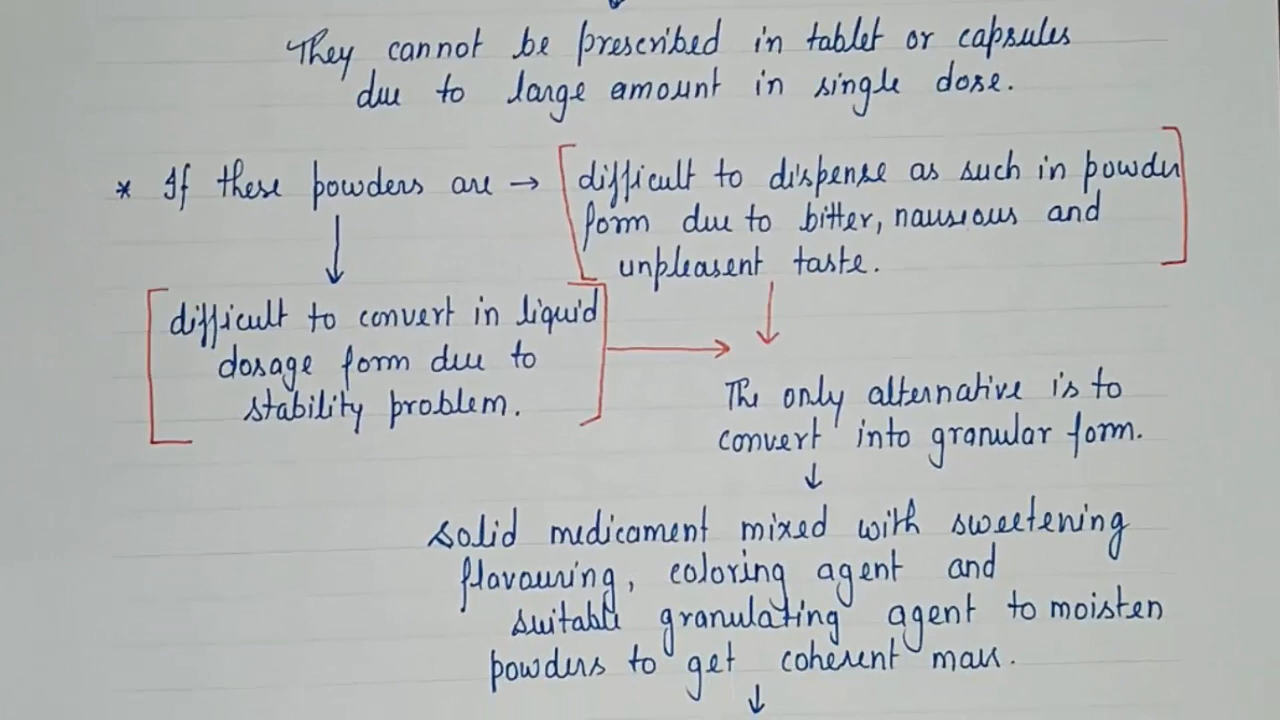 They cannot be prescribed in tablet or capsules
due to large amount in single dose.
* If these powders are → difficult to dispense as such in powder
form due to bitter, nausious and
unpleasent taste.
difficult to convert in liquid
dosage form due to
stability problem.
The only alternative is to
convert into granular form.
solid medicament mixed with sweetening
flavouring, coloring agent and
suitable granulating agent to moisten
powders to get coherent mass.